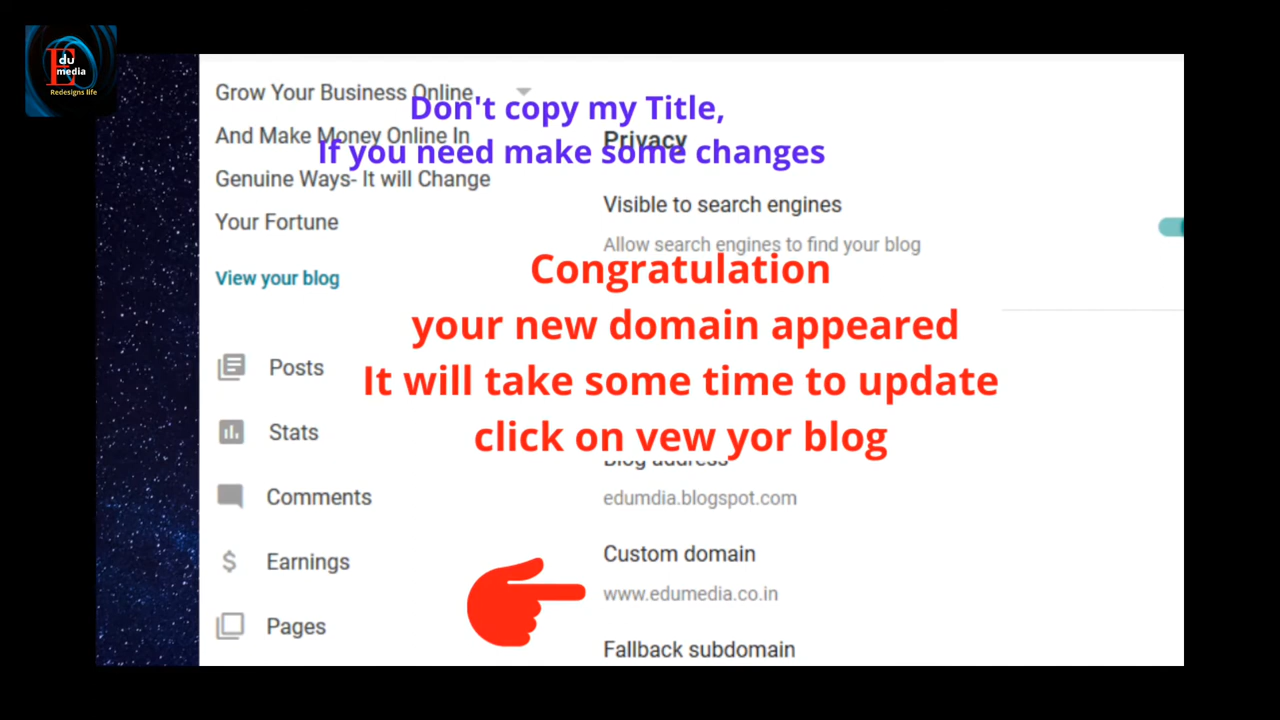 Edu
media
Redesigns life
Grow Your Business Online
And Make Money Online In
Genuine Ways- It will Change
Your Fortune
View your blog
Posts
Stats
Comments
Earnings
Pages
Don't copy my Title,
If you need make some changes
Privacy
Visible to search engines
Allow search engines to find your blog
Congratulation
your new domain appeared
It will take some time to update
click on vew yor blog
Blog address
edumdia.blogspot.com
Custom domain
www.edumedia.co.in
Fallback subdomain